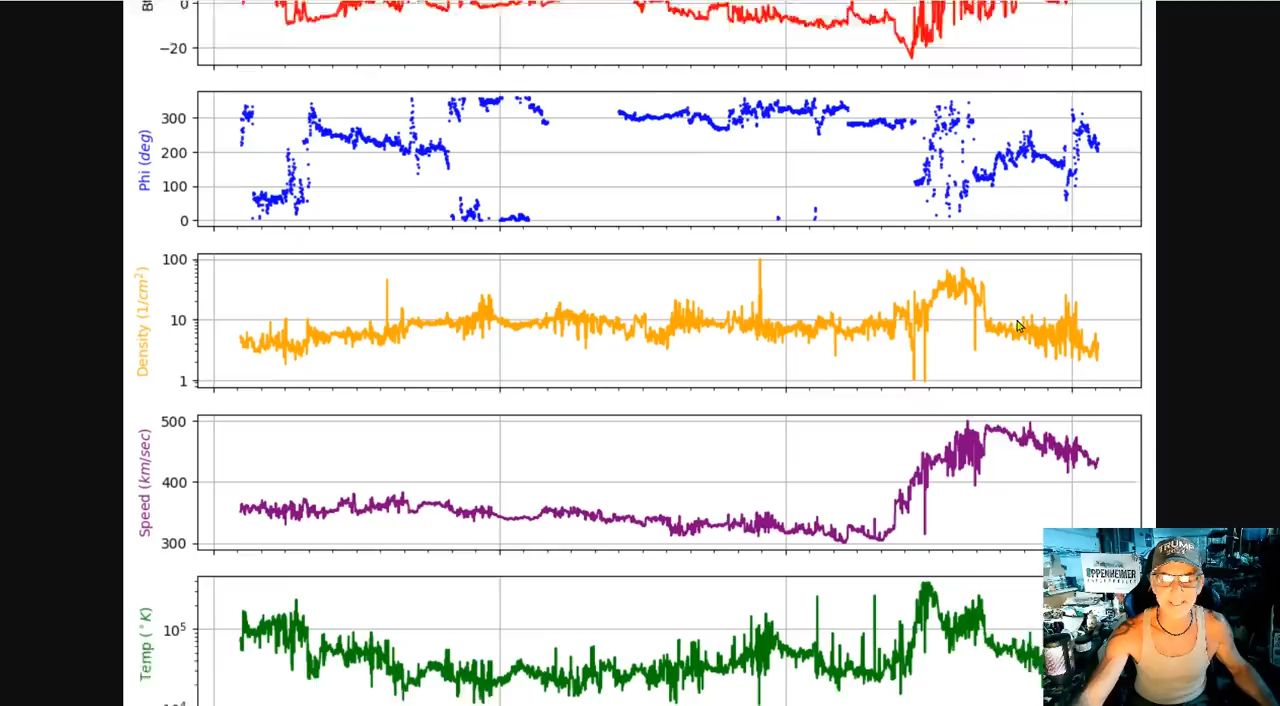 0
−20
Phi (deg)
300
200
100
0
Density (1/cm²)
100
10
1
Speed (km/sec)
500
400
300
Temp (°K)
10⁵
TRUMP
OPPENHEIMER